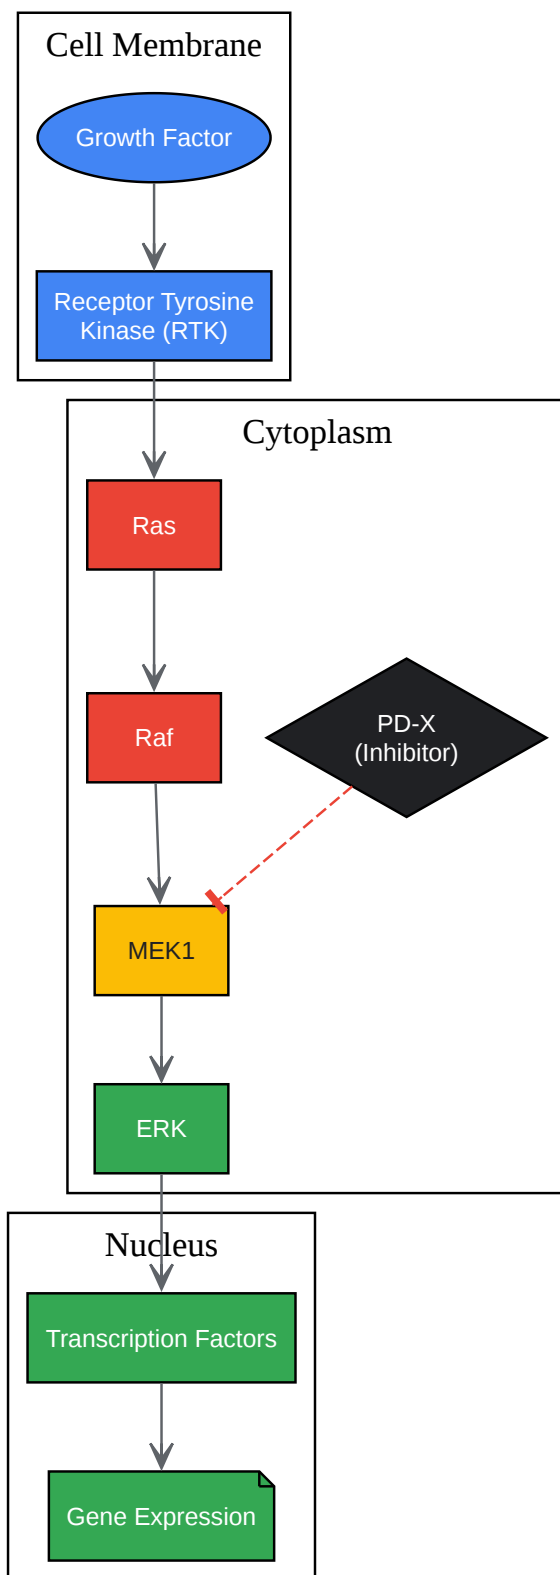 Cell Membrane
Growth Factor
Receptor Tyrosine
Kinase (RTK)
Cytoplasm
Ras
Raf
PD-X
(Inhibitor)
MEK1
ERK
Nucleus
Transcription Factors
Gene Expression